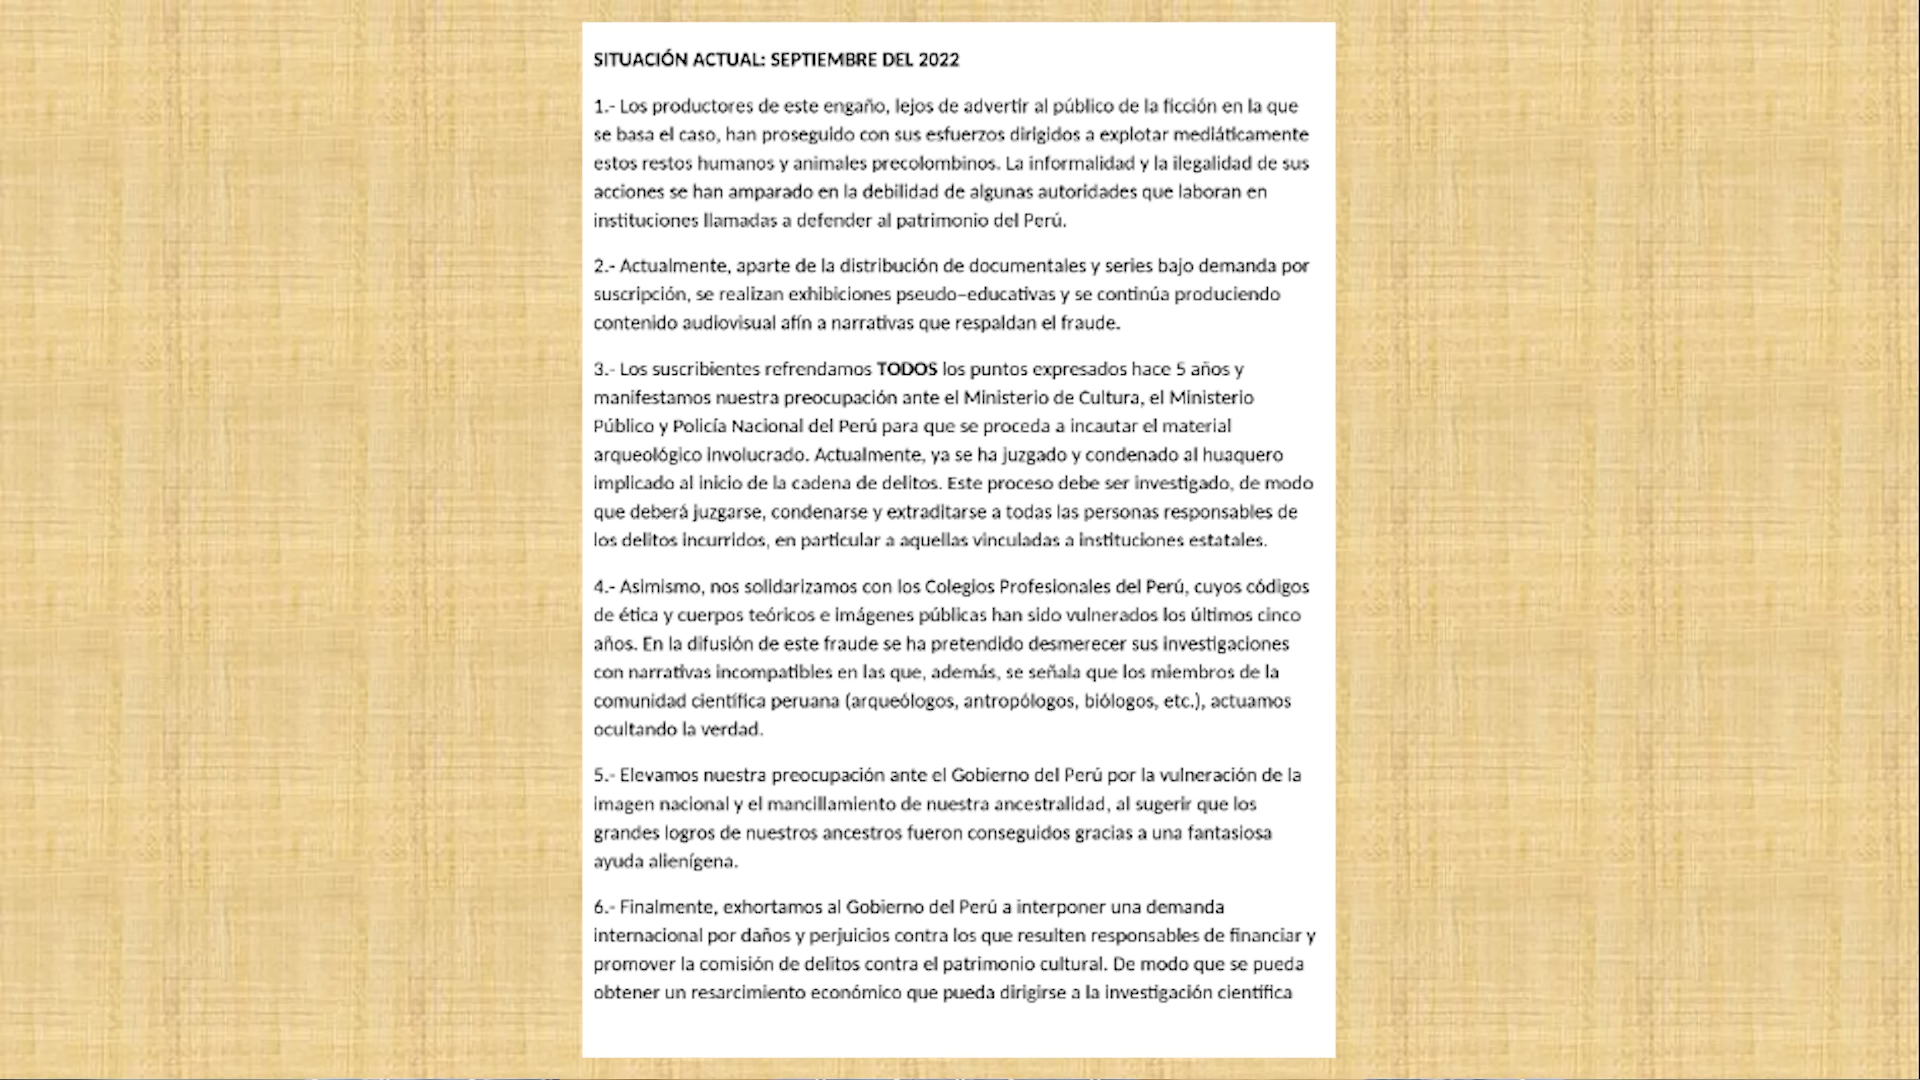 SITUACIÓN ACTUAL: SEPTIEMBRE DEL 2022
1.- Los productores de este engaño, lejos de advertir al público de la ficción en la que
se basa el caso, han proseguido con sus esfuerzos dirigidos a explotar mediáticamente
estos restos humanos y animales precolombinos. La informalidad y la ilegalidad de sus
acciones se han amparado en la debilidad de algunas autoridades que laboran en
instituciones llamadas a defender al patrimonio del Perú.
2.- Actualmente, aparte de la distribución de documentales y series bajo demanda por
suscripción, se realizan exhibiciones pseudo–educativas y se continúa produciendo
contenido audiovisual afín a narrativas que respaldan el fraude.
3.- Los suscribientes refrendamos TODOS los puntos expresados hace 5 años y
manifestamos nuestra preocupación ante el Ministerio de Cultura, el Ministerio
Público y Policía Nacional del Perú para que se proceda a incautar el material
arqueológico involucrado. Actualmente, ya se ha juzgado y condenado al huaquero
implicado al inicio de la cadena de delitos. Este proceso debe ser investigado, de modo
que deberá juzgarse, condenarse y extraditarse a todas las personas responsables de
los delitos incurridos, en particular a aquellas vinculadas a instituciones estatales.
4.- Asimismo, nos solidarizamos con los Colegios Profesionales del Perú, cuyos códigos
de ética y cuerpos teóricos e imágenes públicas han sido vulnerados los últimos cinco
años. En la difusión de este fraude se ha pretendido desmerecer sus investigaciones
con narrativas incompatibles en las que, además, se señala que los miembros de la
comunidad científica peruana (arqueólogos, antropólogos, biólogos, etc.), actuamos
ocultando la verdad.
5.- Elevamos nuestra preocupación ante el Gobierno del Perú por la vulneración de la
imagen nacional y el mancillamiento de nuestra ancestralidad, al sugerir que los
grandes logros de nuestros ancestros fueron conseguidos gracias a una fantasiosa
ayuda alienígena.
6.- Finalmente, exhortamos al Gobierno del Perú a interponer una demanda
internacional por daños y perjuicios contra los que resulten responsables de financiar y
promover la comisión de delitos contra el patrimonio cultural. De modo que se pueda
obtener un resarcimiento económico que pueda dirigirse a la investigación científica